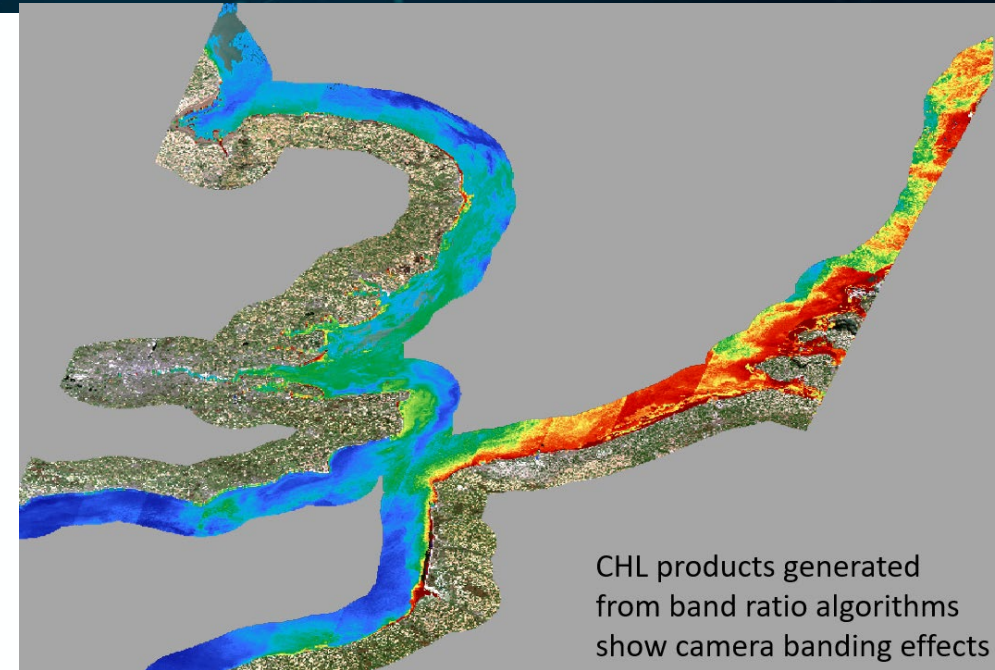 CHL products generated
from band ratio algorithms
show camera banding effects